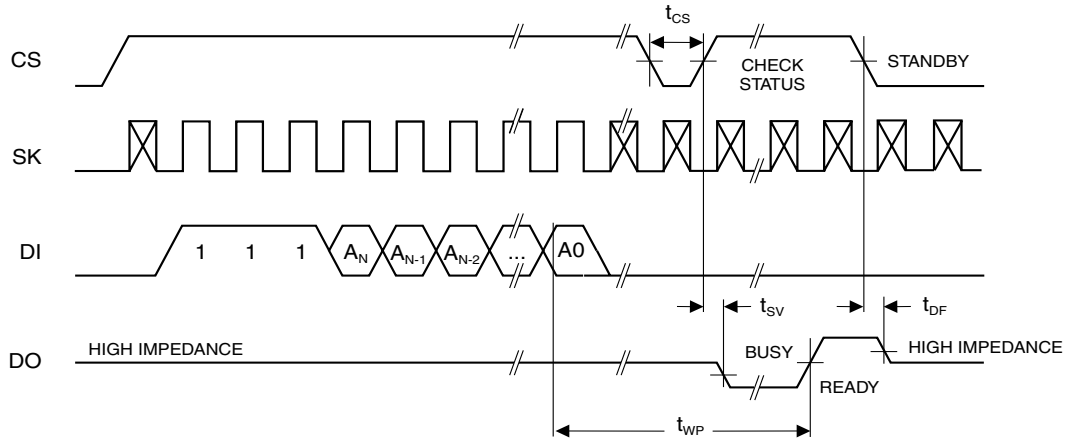 t_CS
CS
CHECK STATUS
STANDBY
SK
DI
1 1 1 A_N A_N-1 A_N-2 ... A0
t_SV
t_DF
DO
HIGH IMPEDANCE
BUSY
READY
HIGH IMPEDANCE
t_WP